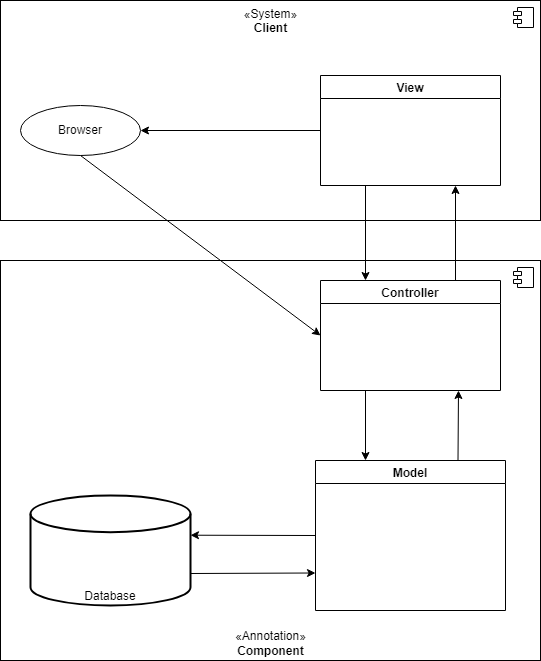 «System»
Client
View
Browser
Controller
Model
Database
«Annotation»
Component